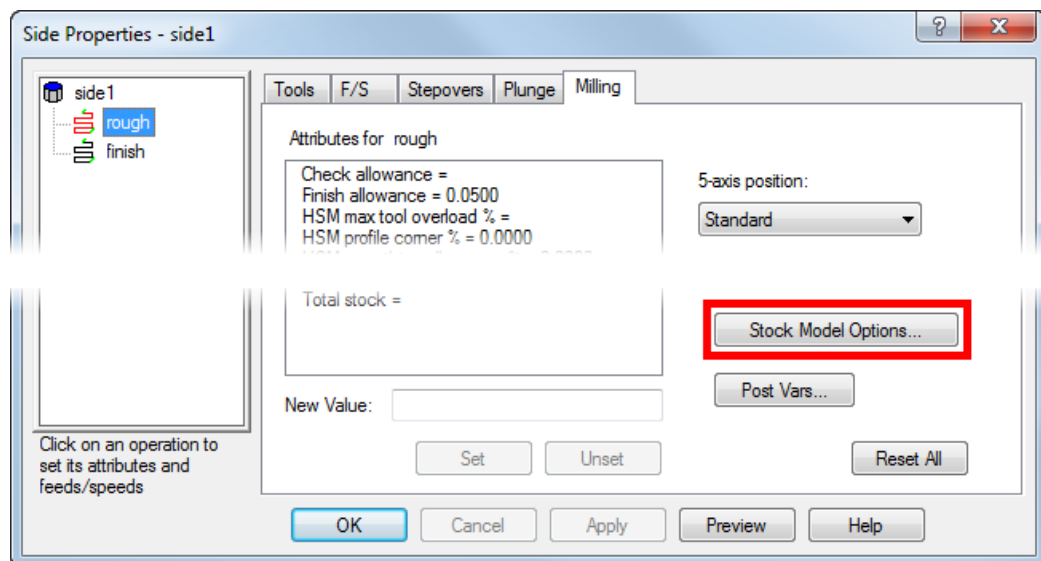 Side Properties - side1
side1
rough
finish
Click on an operation to
set its attributes and
feeds/speeds
Tools F/S Stepovers Plunge Milling
Attributes for rough
Check allowance =
Finish allowance = 0.0500
HSM max tool overload % =
HSM profile corner % = 0.0000
Total stock =
New Value:
Set Unset
5-axis position:
Standard
Stock Model Options...
Post Vars...
Reset All
OK Cancel Apply Preview Help